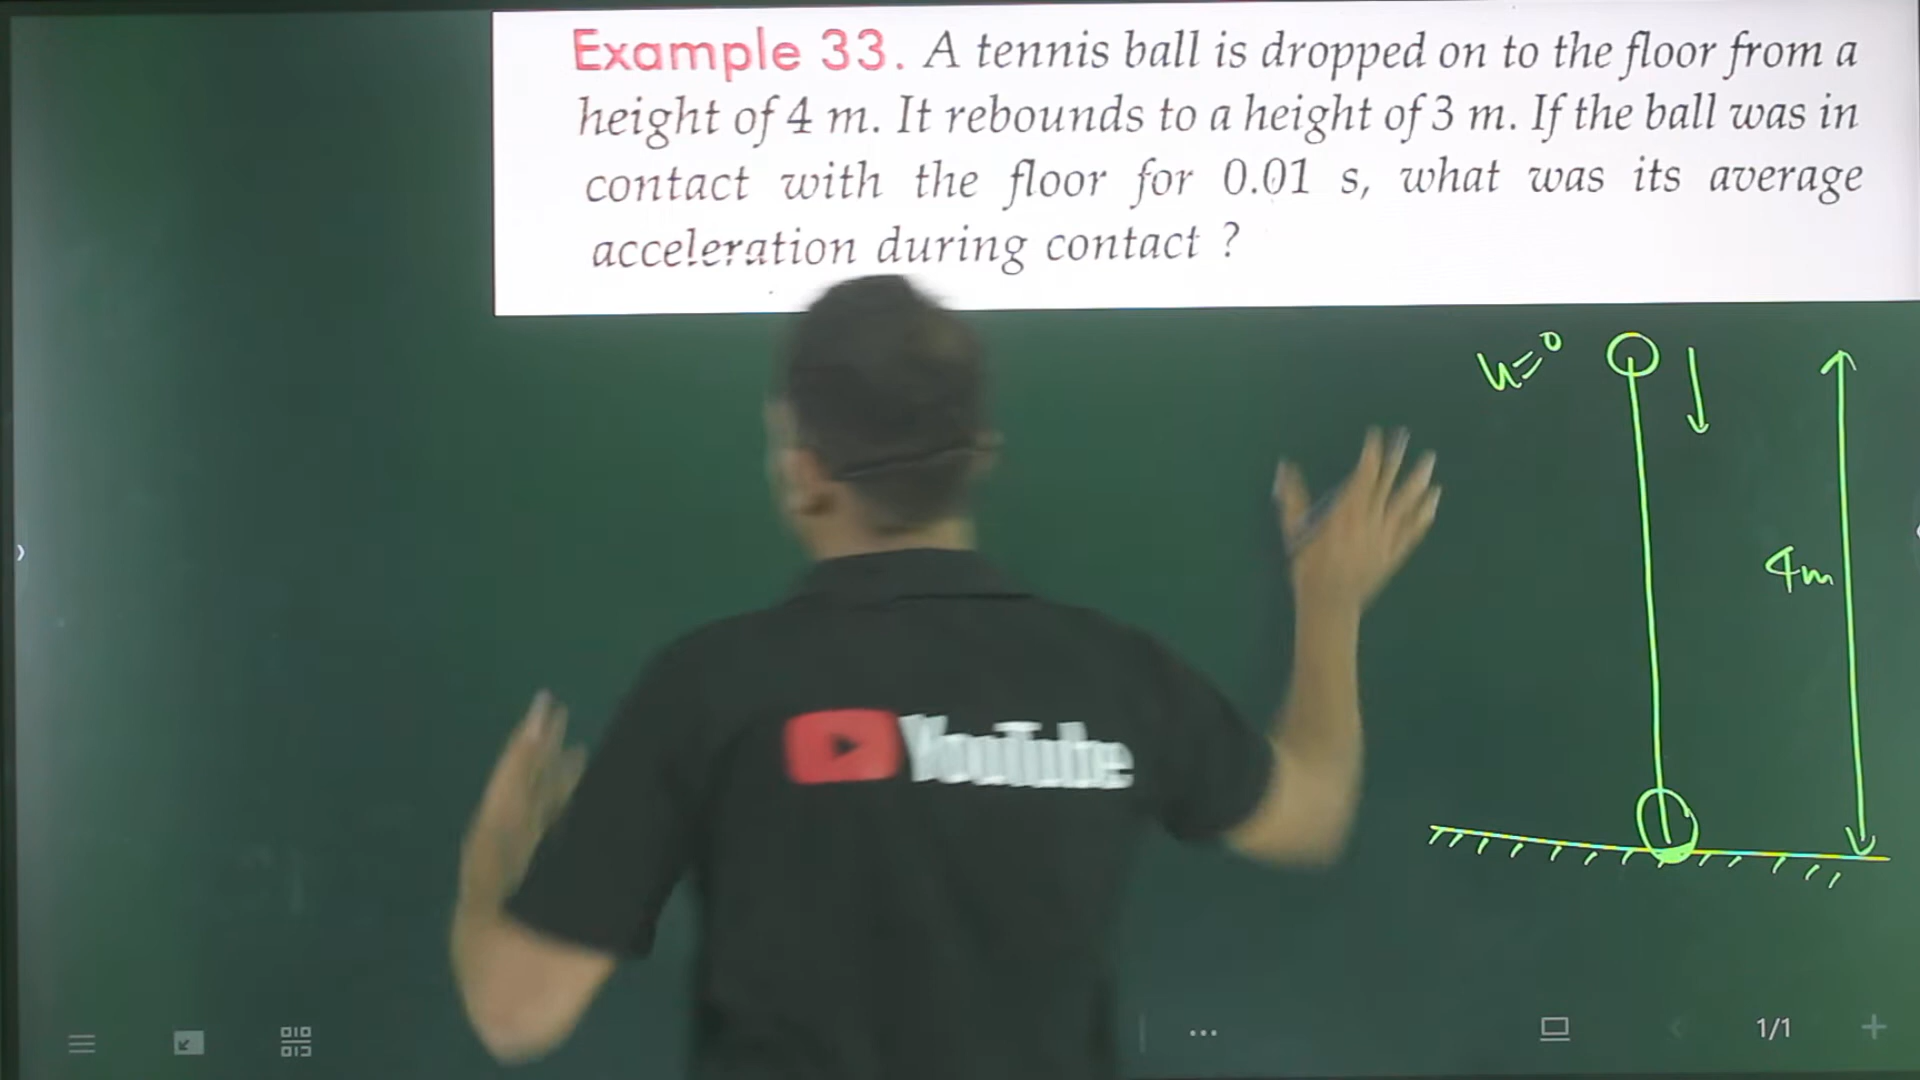 Example 33. A tennis ball is dropped on to the floor from a
height of 4 m. It rebounds to a height of 3 m. If the ball was in
contact with the floor for 0.01 s, what was its average
acceleration during contact ?
u=0
4m
YouTube
1/1